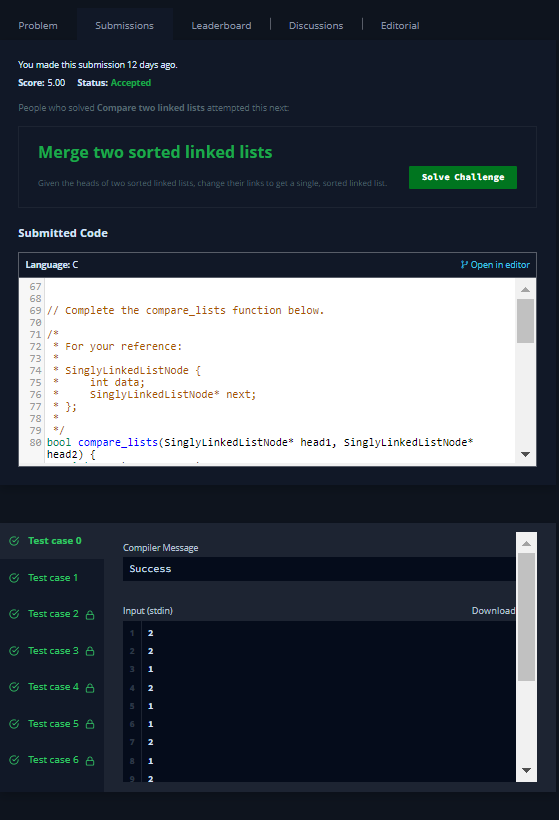 Problem Submissions Leaderboard Discussions Editorial
You made this submission 12 days ago.
Score: 5.00 Status: Accepted
People who solved Compare two linked lists attempted this next:
Merge two sorted linked lists
Given the heads of two sorted linked lists, change their links to get a single, sorted linked list.
Solve Challenge
Submitted Code
Language: C Open in editor
67
68
69 // Complete the compare_lists function below.
70
71 /*
72 * For your reference:
73 *
74 * SinglyLinkedListNode {
75 * int data;
76 * SinglyLinkedListNode* next;
77 * };
78 *
79 */
80 bool compare_lists(SinglyLinkedListNode* head1, SinglyLinkedListNode*
head2) {
Test case 0
Test case 1
Test case 2
Test case 3
Test case 4
Test case 5
Test case 6
Compiler Message
Success
Input (stdin) Download
1 2
2 2
3 1
4 2
5 1
6 1
7 2
8 1
9 2